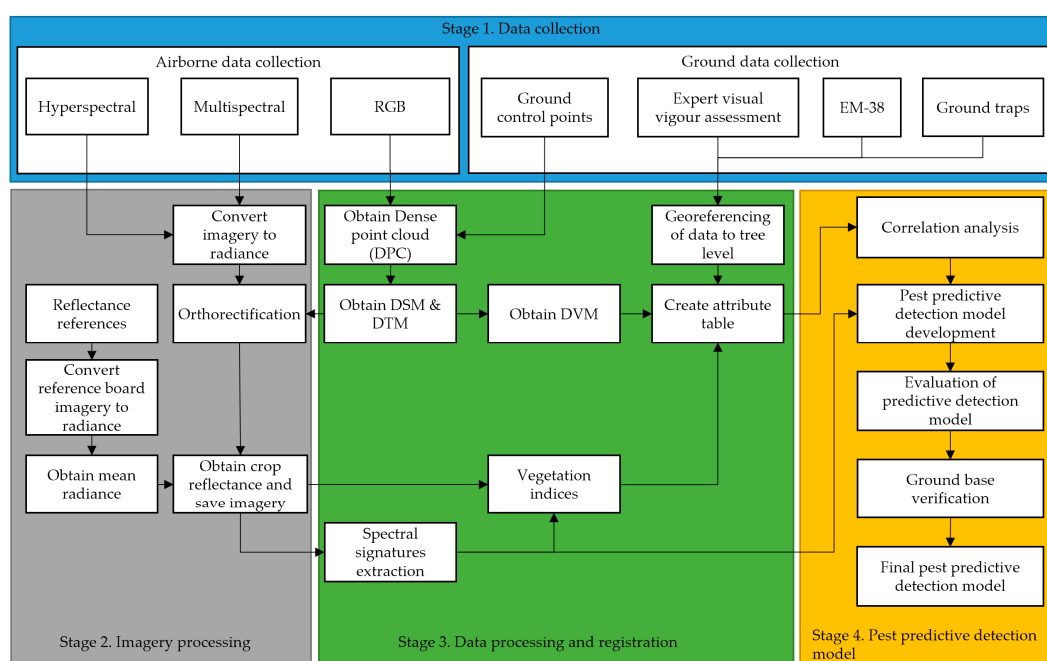 Stage 1. Data collection
Airborne data collection
Hyperspectral
Multispectral
RGB
Ground data collection
Ground
control points
Expert visual
vigour assessment
EM-38
Ground traps
Convert
imagery to
radiance
Reflectance
references
Orthorectification
Convert
reference board
imagery to
radiance
Obtain mean
radiance
Obtain crop
reflectance and
save imagery
Stage 2. Imagery processing
Obtain Dense
point cloud
(DPC)
Georeferencing
of data to tree
level
Obtain DSM &
DTM
Obtain DVM
Create attribute
table
Vegetation
indices
Spectral
signatures
extraction
Stage 3. Data processing and registration
Correlation analysis
Pest predictive
detection model
development
Evaluation of
predictive detection
model
Ground base
verification
Final pest predictive
detection model
Stage 4. Pest predictive detection
model